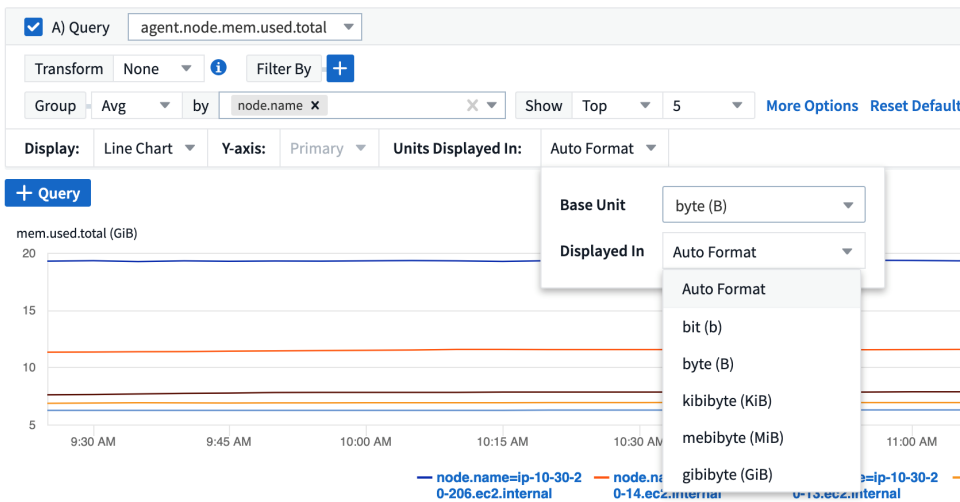 A) Query agent.node.mem.used.total
Transform None i Filter By +
Group Avg by node.name × × Show Top 5 More Options Reset Default
Display: Line Chart Y-axis: Primary Units Displayed In: Auto Format
+ Query
Base Unit byte (B)
Displayed In Auto Format
Auto Format
bit (b)
byte (B)
kibibyte (KiB)
mebibyte (MiB)
gibibyte (GiB)
mem.used.total (GiB)
20
15
10
5
9:30 AM 9:45 AM 10:00 AM 10:15 AM 10:30 AM 11:00 AM
node.name=ip-10-30-2
0-206.ec2.internal
node.na
0-14.ec2.internal
e=ip-10-30-2
0-13.ec2.internal